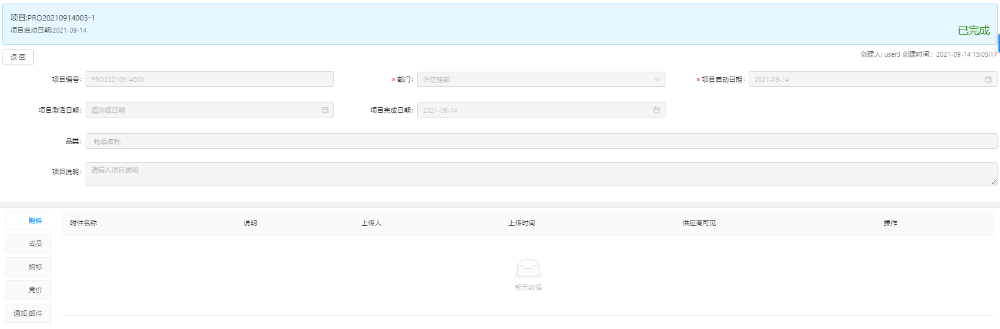 项目:PRO20210914003-1
项目启动日期:2021-09-14
已完成
返 回
创建人: user3 创建时间：2021-09-14 15:05:17
项目编号: PRO20210914003 * 部门: 供应链部 * 项目启动日期: 2021-09-14
项目激活日期: 请选择日期 项目完成日期: 2021-09-14
品类: 物品名称
项目说明: 请输入项目说明
附件
成员
招标
竞价
通知|邮件
附件名称 说明 上传人 上传时间 供应商可见 操作
暂无数据